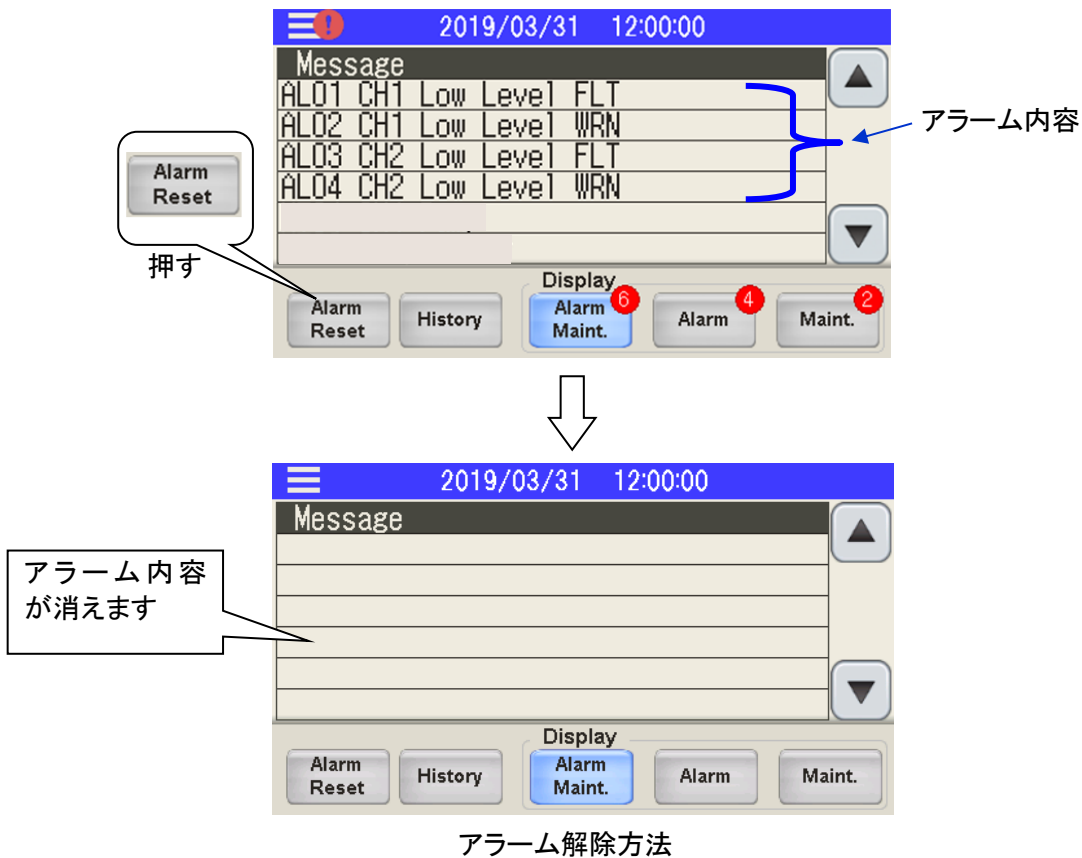 2019/03/31 12:00:00
Message
AL01 CH1 Low Level FLT
AL02 CH1 Low Level WRN
AL03 CH2 Low Level FLT
AL04 CH2 Low Level WRN
アラーム内容
Alarm
Reset
押す
Display
Alarm
Reset
History
Alarm
Maint.
6
Alarm
4
Maint.
2
2019/03/31 12:00:00
Message
アラーム内容
が消えます
Display
Alarm
Reset
History
Alarm
Maint.
Alarm
Maint.
アラーム解除方法